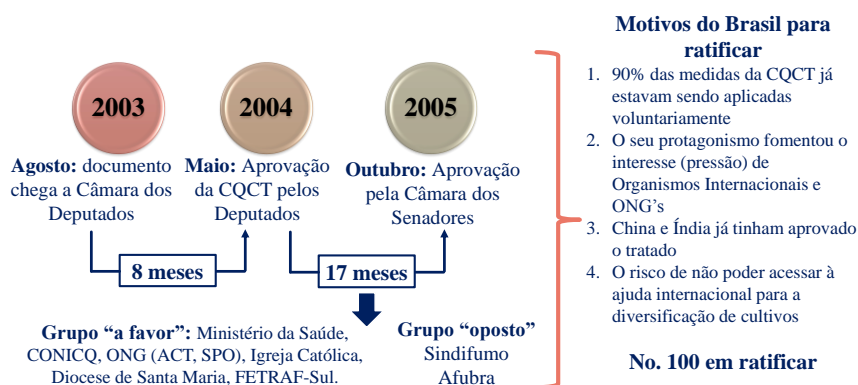 2003
2004
2005
Agosto: documento
chega a Câmara dos
Deputados
Maio: Aprovação
da CQCT pelos
Deputados
Outubro: Aprovação
pela Câmara dos
Senadores
8 meses
17 meses
Grupo “a favor”: Ministério da Saúde,
CONICQ, ONG (ACT, SPO), Igreja Católica,
Diocese de Santa Maria, FETRAF-Sul.
Grupo “oposto”
Sindifumo
Afubra
Motivos do Brasil para
ratificar
1. 90% das medidas da CQCT já
estavam sendo aplicadas
voluntariamente
2. O seu protagonismo fomentou o
interesse (pressão) de
Organismos Internacionais e
ONG’s
3. China e Índia já tinham aprovado
o tratado
4. O risco de não poder acessar à
ajuda internacional para a
diversificação de cultivos
No. 100 em ratificar